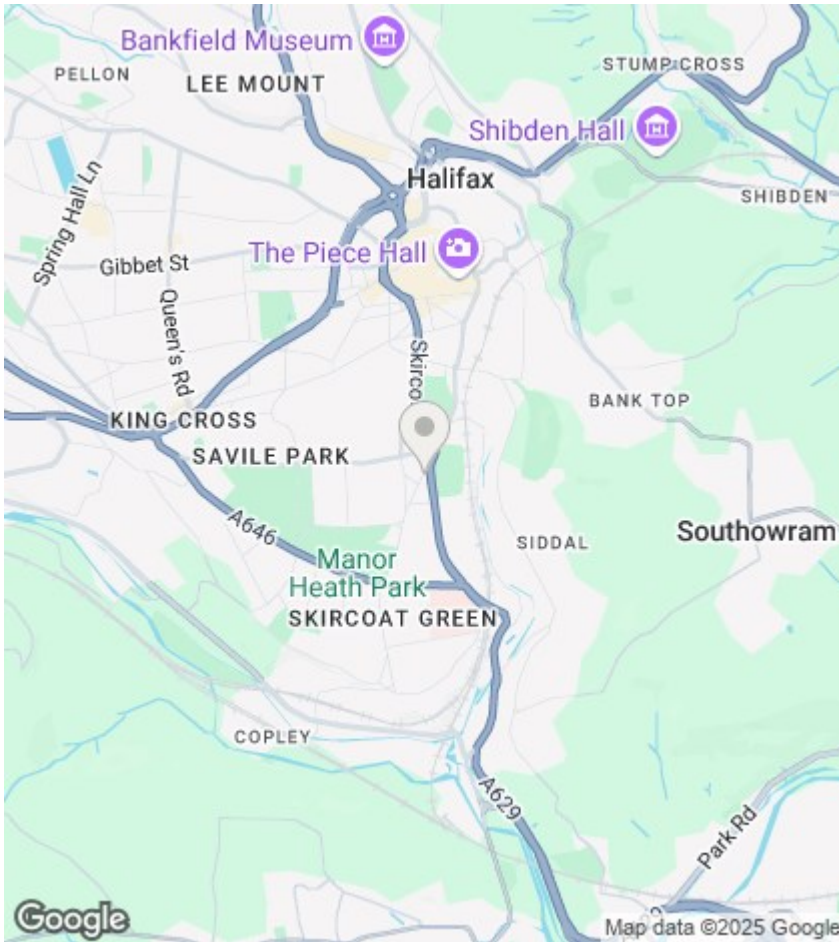 Bankfield Museum
PELLON
LEE MOUNT
STUMP CROSS
Shibden Hall
Halifax
SHIBDEN
Spring Hall Ln
The Piece Hall
Gibbet St
Queen's Rd
Skirco
BANK TOP
KING CROSS
SAVILE PARK
A646
Southowram
SIDDAL
Manor
Heath Park
SKIRCOAT GREEN
COPLEY
A629
Park Rd
Google
Map data ©2025 Google